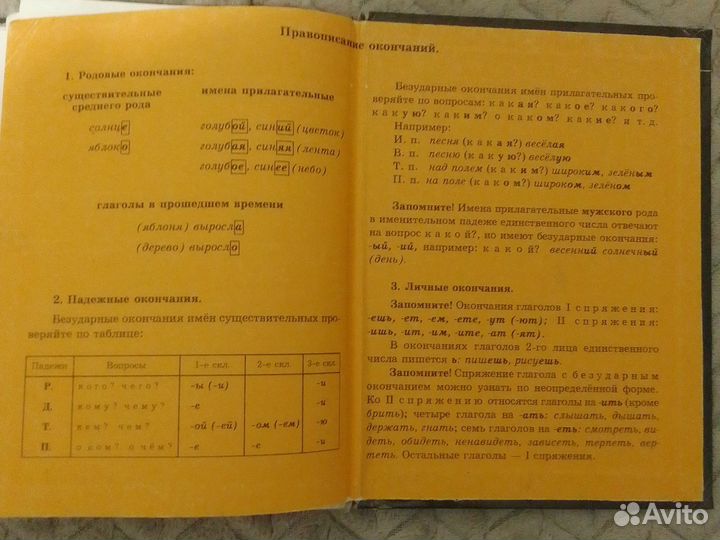 Правописание окончаний.
1. Родовые окончания:
существительные среднего рода
имена прилагательные
солнце
голубой, синий (цветок)
яблоко
голубая, синяя (лента)
голубое, синее (небо)
глаголы в прошедшем времени
(яблоня) выросла
(дерево) выросло
2. Падежные окончания.
Безударные окончания имён существительных про-
веряйте по таблице:
Падежи Вопросы 1-е скл. 2-е скл. 3-е скл.
Р. кого? чего? -ы (-и) -и
Д. кому? чему? -е -и
Т. кем? чем? -ой (-ей) -ом (-ем) -ю
П. о ком? о чём? -е -е -и
Безударные окончания имён прилагательных про-
веряйте по вопросам: какая? какое? какого?
какую? каким? о каком? какие? и т. д.
Например:
И. п. песня (какая?) весёлая
В. п. песню (какую?) весёлую
Т. п. над полем (каким?) широким, зелёным
П. п. на поле (каком?) широком, зелёном
Запомните! Имена прилагательные мужского рода
в именительном падеже единственного числа отвечают
на вопрос какой?, но имеют безударные окончания:
-ый, -ий, например: какой? весенний солнечный
(день).
3. Личные окончания.
Запомните! Окончания глаголов I спряжения:
-ешь, -ет, -ем, -ете, -ут (-ют); II спряжения:
-ишь, -ит, -им, -ите, -ат (-ят).
В окончаниях глаголов 2-го лица единственного
числа пишется ь: пишешь, рисуешь.
Запомните! Спряжение глагола с безударным
окончанием можно узнать по неопределённой форме.
Ко II спряжению относятся глаголы на -ить (кроме
брить); четыре глагола на -ать: слышать, дышать,
держать, гнать; семь глаголов на -еть: смотреть, ви-
деть, обидеть, ненавидеть, зависеть, терпеть, вер-
теть. Остальные глаголы — I спряжения.
Avito